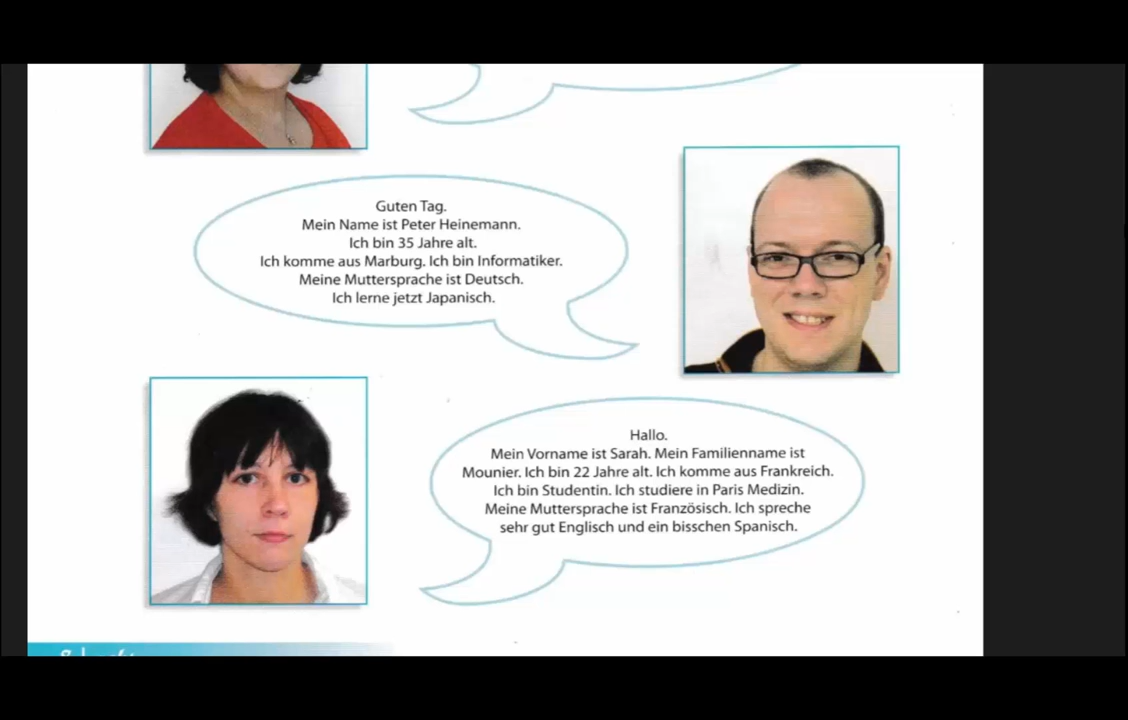 Guten Tag.
Mein Name ist Peter Heinemann.
Ich bin 35 Jahre alt.
Ich komme aus Marburg. Ich bin Informatiker.
Meine Muttersprache ist Deutsch.
Ich lerne jetzt Japanisch.
Hallo.
Mein Vorname ist Sarah. Mein Familienname ist
Mounier. Ich bin 22 Jahre alt. Ich komme aus Frankreich.
Ich bin Studentin. Ich studiere in Paris Medizin.
Meine Muttersprache ist Französisch. Ich spreche
sehr gut Englisch und ein bisschen Spanisch.